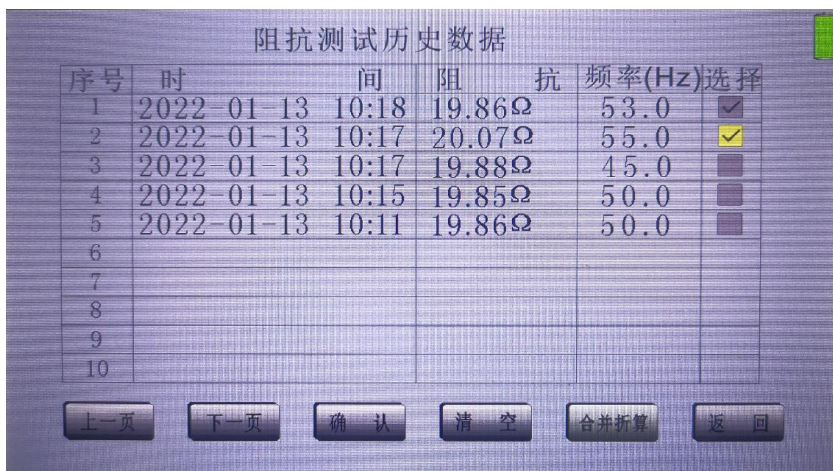 阻抗测试历史数据
序号 时 间 阻 抗 频率(Hz) 选择
1 2022-01-13 10:18 19.86Ω 53.0
2 2022-01-13 10:17 20.07Ω 55.0
3 2022-01-13 10:17 19.88Ω 45.0
4 2022-01-13 10:15 19.85Ω 50.0
5 2022-01-13 10:11 19.86Ω 50.0
6
7
8
9
10
上一页 下一页 确 认 清 空 合并折算 返 回